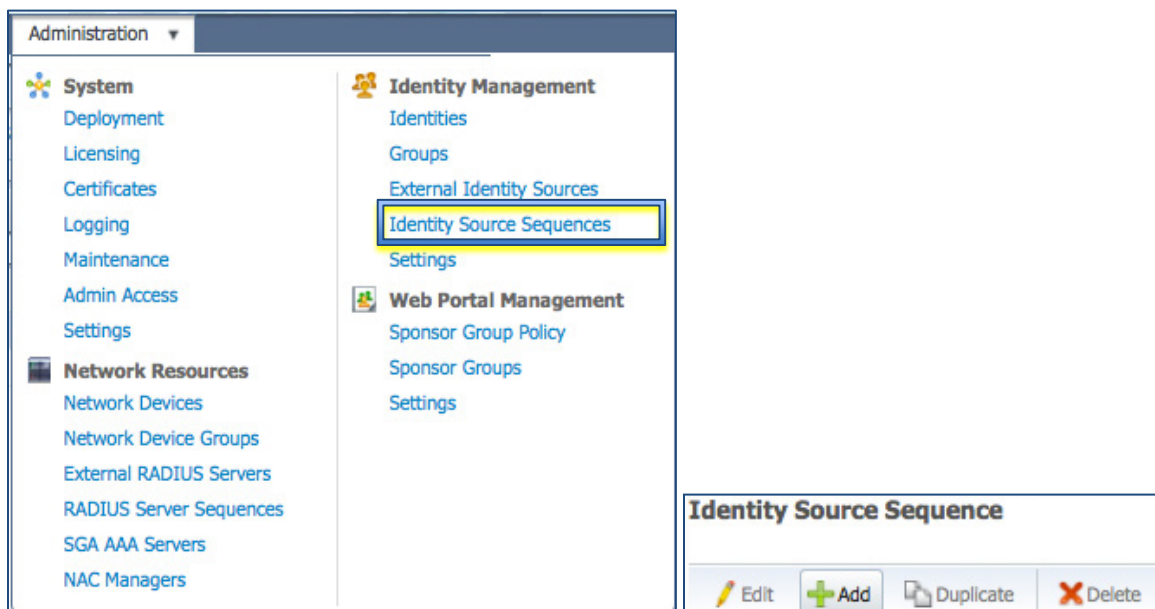 Administration
System
Deployment
Licensing
Certificates
Logging
Maintenance
Admin Access
Settings
Network Resources
Network Devices
Network Device Groups
External RADIUS Servers
RADIUS Server Sequences
SGA AAA Servers
NAC Managers
Identity Management
Identities
Groups
External Identity Sources
Identity Source Sequences
Settings
Web Portal Management
Sponsor Group Policy
Sponsor Groups
Settings
Identity Source Sequence
Edit Add Duplicate Delete